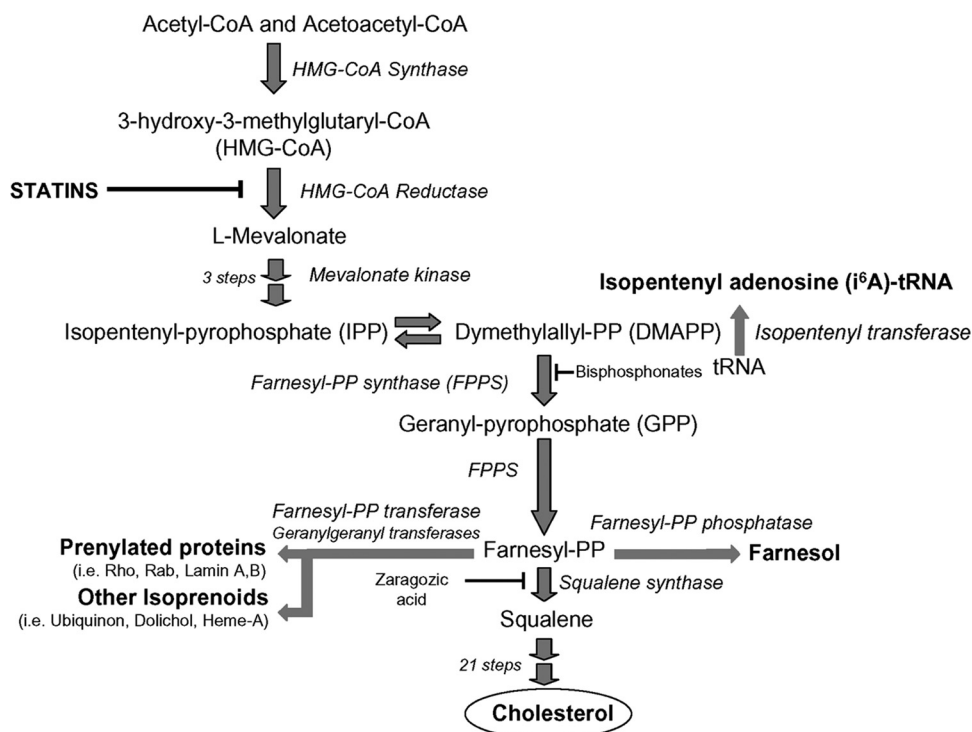 Acetyl-CoA and Acetoacetyl-CoA
HMG-CoA Synthase
3-hydroxy-3-methylglutaryl-CoA
(HMG-CoA)
STATINS
HMG-CoA Reductase
L-Mevalonate
3 steps
Mevalonate kinase
Isopentenyl adenosine (i⁶A)-tRNA
Isopentenyl-pyrophosphate (IPP)
Dymethylallyl-PP (DMAPP)
Isopentenyl transferase
Farnesyl-PP synthase (FPPS)
Bisphosphonates
tRNA
Geranyl-pyrophosphate (GPP)
FPPS
Farnesyl-PP transferase
Geranylgeranyl transferases
Farnesyl-PP phosphatase
Prenylated proteins
(i.e. Rho, Rab, Lamin A,B)
Farnesyl-PP
Farnesol
Zaragozic
acid
Squalene synthase
Other Isoprenoids
(i.e. Ubiquinon, Dolichol, Heme-A)
Squalene
21 steps
Cholesterol